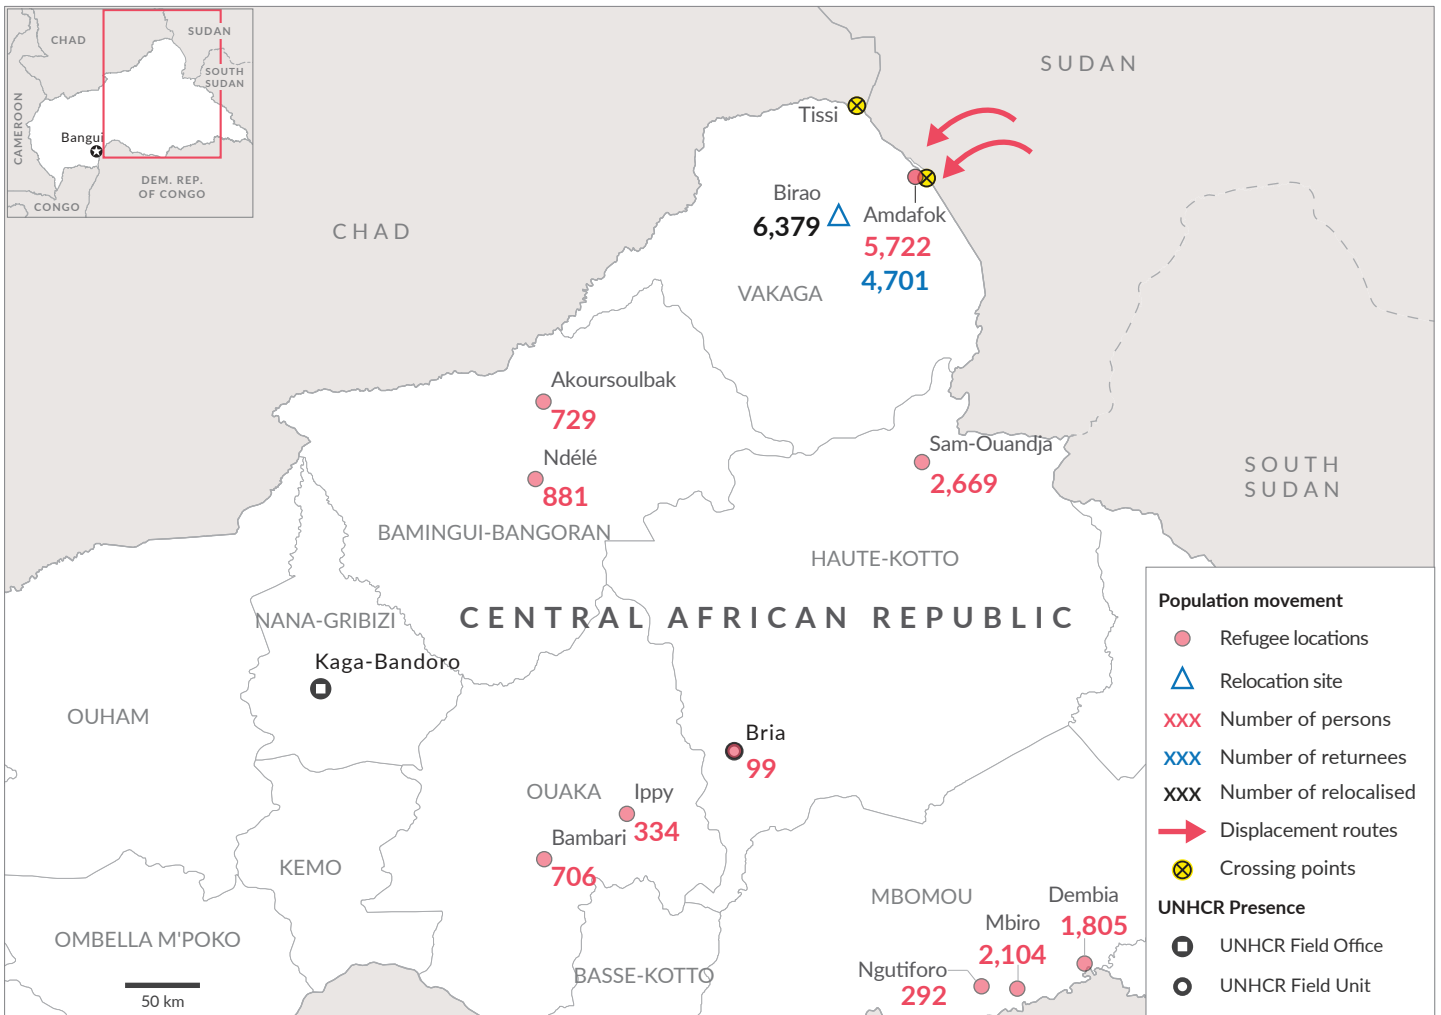 CHAD
SUDAN
SOUTH
SUDAN
CAMEROON
Bangui
DEM. REP.
OF CONGO
CONGO
SUDAN
Tissi
Birao
6,379
Amdafok
5,722
4,701
CHAD
VAKAGA
Akoursoulbak
729
Ndélé
881
Sam-Ouandja
2,669
SOUTH
SUDAN
BAMINGUI-BANGORAN
HAUTE-KOTTO
CENTRAL AFRICAN REPUBLIC
NANA-GRIBIZI
Kaga-Bandoro
OUHAM
Bria
99
OUAKA
Ippy
334
Bambari
706
KEMO
MBOMOU
Dembia
1,805
Mbiro
2,104
Ngutiforo
292
OMBELLA M'POKO
BASSE-KOTTO
50 km
Population movement
Refugee locations
Relocation site
XXX Number of persons
XXX Number of returnees
XXX Number of relocalised
Displacement routes
Crossing points
UNHCR Presence
UNHCR Field Office
UNHCR Field Unit